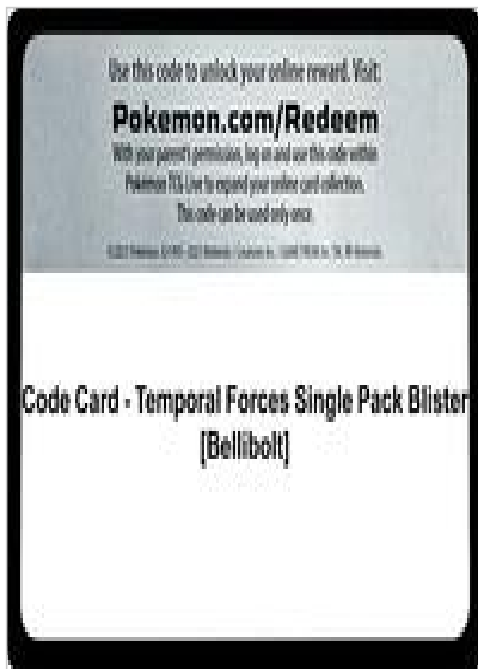 Use this code to unlock your online reward. Visit:
Pokemon.com/Redeem
With your parent's permission, log on and use this code within
Pokémon TCG Live to expand your online card collection.
This code can be used only once.
Code Card - Temporal Forces Single Pack Blister
[Bellibolt]